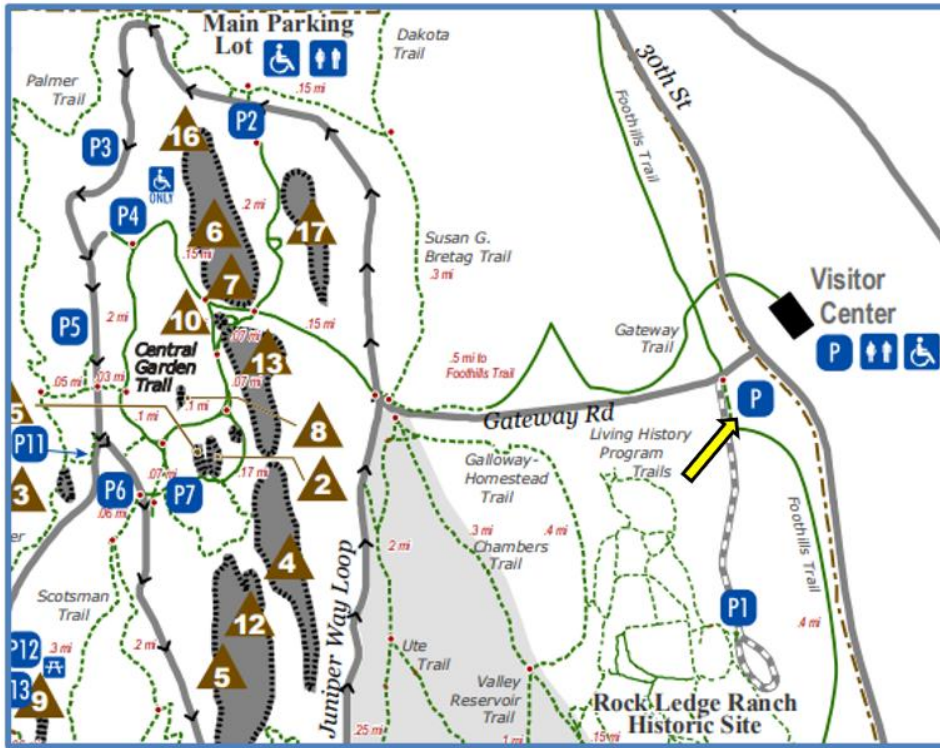 Main Parking
Lot
.15 mi
Dakota
Trail
30th St
Palmer
Trail
P2
16
P3
Foothills Trail
ONLY
.2 mi
6
17
P4
.15 mi
Susan G.
Bretag Trail
.3 mi
Visitor
Center
P
7
10
.15 mi
Gateway
Trail
P5
.2 mi
.07 mi
13
Central
Garden
Trail
.07 mi
.5 mi to
Foothills Trail
.05 mi
.03 mi
.1 mi
.1 mi
8
Gateway Rd
P
5
P11
Living History
Program
Trails
Galloway-
Homestead
Trail
2
3
P6
.07 mi
P7
.17 mi
.06 mi
4
.2 mi
.3 mi
.4 mi
Chambers
Trail
Foothills Trail
.4 mi
Scotsman
Trail
12
P1
.3 mi
.2 mi
P12
13
9
5
Juniper Way Loop
Ute
Trail
Valley
Reservoir
Trail
Rock Ledge Ranch
Historic Site
.25 mi
.1 mi
.15 mi